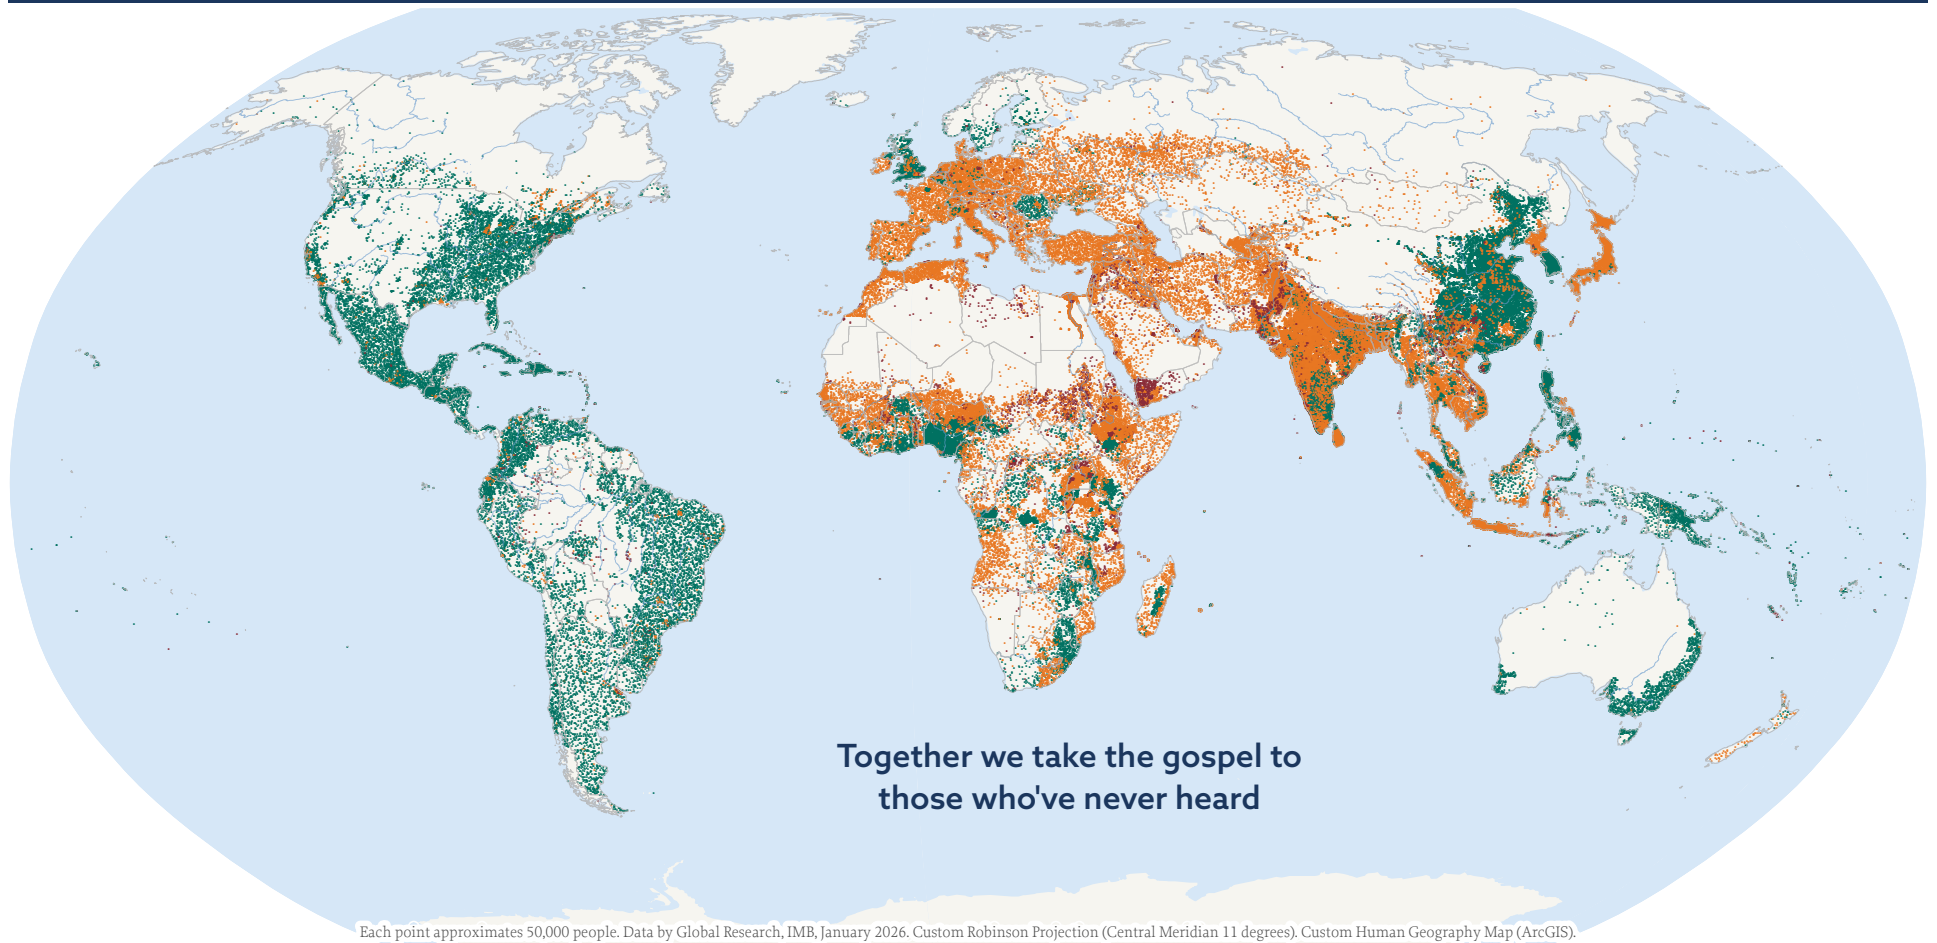 Together we take the gospel to
those who've never heard
Each point approximates 50,000 people. Data by Global Research, IMB, January 2026. Custom Robinson Projection (Central Meridian 11 degrees). Custom Human Geography Map (ArcGIS).